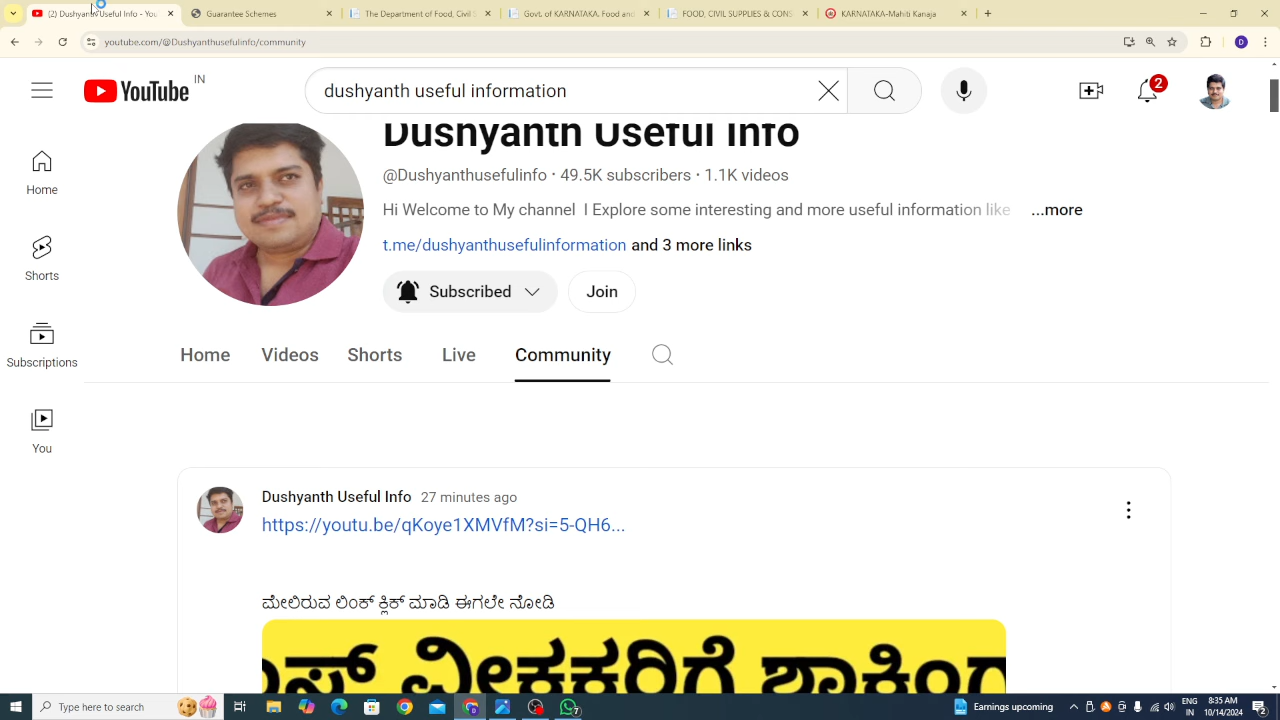 (2) Dushyanth Useful Info - You
Guarantee Schemes
The Department of Food, Civil
Govt. of KARNATAKA. Food and
FOOD, CIVIL SUPPLIES & CONS
KARNATAKA-Mahiti Kanaja
youtube.com/@Dushyanthusefulinfo/community
D
YouTube IN
dushyanth useful information
2
Dushyanth Useful Info
@Dushyanthusefulinfo · 49.5K subscribers · 1.1K videos
Hi Welcome to My channel I Explore some interesting and more useful information like ...more
t.me/dushyanthusefulinformation and 3 more links
Subscribed
Join
Home
Shorts
Subscriptions
You
Home Videos Shorts Live Community
Dushyanth Useful Info 27 minutes ago
https://youtu.be/qKoye1XMVfM?si=5-QH6...
ಮೇಲಿರುವ ಲಿಂಕ್ ಕ್ಲಿಕ್ ಮಾಡಿ ಈಗಲೇ ನೋಡಿ
ವೀಕ್ಷಕರಿಗೆ
Type here to search
7
Earnings upcoming
ENG
IN
8:35 AM
10/14/2024
2